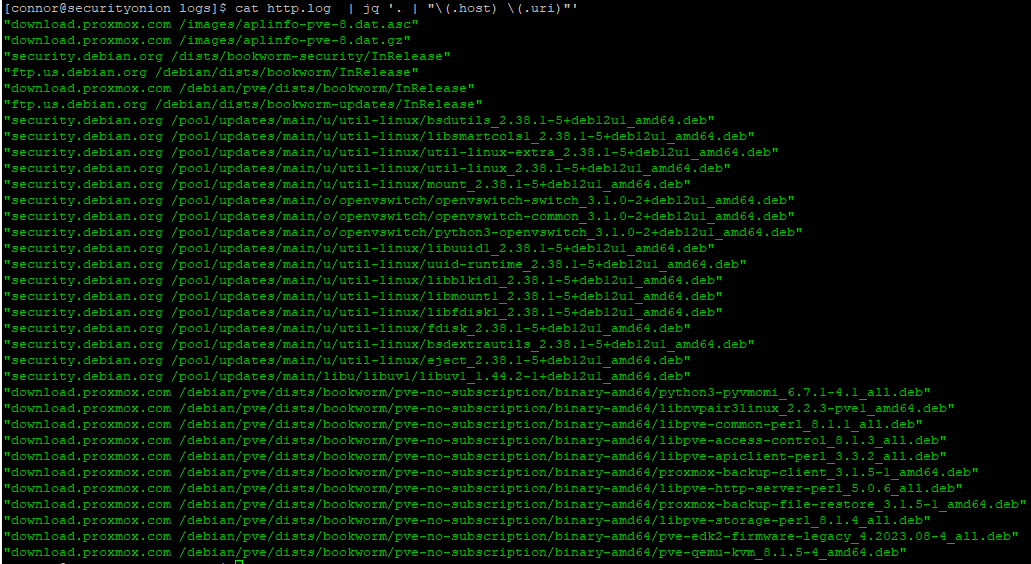 [connor@securityonion logs]$ cat http.log  | jq '. | "\(.host) \(.uri)"'
"download.proxmox.com /images/aplinfo-pve-8.dat.asc"
"download.proxmox.com /images/aplinfo-pve-8.dat.gz"
"security.debian.org /dists/bookworm-security/InRelease"
"ftp.us.debian.org /debian/dists/bookworm/InRelease"
"download.proxmox.com /debian/pve/dists/bookworm/InRelease"
"ftp.us.debian.org /debian/dists/bookworm-updates/InRelease"
"security.debian.org /pool/updates/main/u/util-linux/bsdutils_2.38.1-5+deb12u1_amd64.deb"
"security.debian.org /pool/updates/main/u/util-linux/libsmartcols1_2.38.1-5+deb12u1_amd64.deb"
"security.debian.org /pool/updates/main/u/util-linux/util-linux-extra_2.38.1-5+deb12u1_amd64.deb"
"security.debian.org /pool/updates/main/u/util-linux/util-linux_2.38.1-5+deb12u1_amd64.deb"
"security.debian.org /pool/updates/main/u/util-linux/mount_2.38.1-5+deb12u1_amd64.deb"
"security.debian.org /pool/updates/main/o/openvswitch/openvswitch-switch_3.1.0-2+deb12u1_amd64.deb"
"security.debian.org /pool/updates/main/o/openvswitch/openvswitch-common_3.1.0-2+deb12u1_amd64.deb"
"security.debian.org /pool/updates/main/o/openvswitch/python3-openvswitch_3.1.0-2+deb12u1_amd64.deb"
"security.debian.org /pool/updates/main/u/util-linux/libuuid1_2.38.1-5+deb12u1_amd64.deb"
"security.debian.org /pool/updates/main/u/util-linux/uuid-runtime_2.38.1-5+deb12u1_amd64.deb"
"security.debian.org /pool/updates/main/u/util-linux/libblkid1_2.38.1-5+deb12u1_amd64.deb"
"security.debian.org /pool/updates/main/u/util-linux/libmount1_2.38.1-5+deb12u1_amd64.deb"
"security.debian.org /pool/updates/main/u/util-linux/libfdisk1_2.38.1-5+deb12u1_amd64.deb"
"security.debian.org /pool/updates/main/u/util-linux/fdisk_2.38.1-5+deb12u1_amd64.deb"
"security.debian.org /pool/updates/main/u/util-linux/bsdextrautils_2.38.1-5+deb12u1_amd64.deb"
"security.debian.org /pool/updates/main/u/util-linux/eject_2.38.1-5+deb12u1_amd64.deb"
"security.debian.org /pool/updates/main/libu/libuv1/libuv1_1.44.2-1+deb12u1_amd64.deb"
"download.proxmox.com /debian/pve/dists/bookworm/pve-no-subscription/binary-amd64/python3-pyvmomi_6.7.1-4.1_all.deb"
"download.proxmox.com /debian/pve/dists/bookworm/pve-no-subscription/binary-amd64/libnvpair3linux_2.2.3-pve1_amd64.deb"
"download.proxmox.com /debian/pve/dists/bookworm/pve-no-subscription/binary-amd64/libpve-common-perl_8.1.1_all.deb"
"download.proxmox.com /debian/pve/dists/bookworm/pve-no-subscription/binary-amd64/libpve-access-control_8.1.3_all.deb"
"download.proxmox.com /debian/pve/dists/bookworm/pve-no-subscription/binary-amd64/libpve-apiclient-perl_3.3.2_all.deb"
"download.proxmox.com /debian/pve/dists/bookworm/pve-no-subscription/binary-amd64/proxmox-backup-client_3.1.5-1_amd64.deb"
"download.proxmox.com /debian/pve/dists/bookworm/pve-no-subscription/binary-amd64/libpve-http-server-perl_5.0.6_all.deb"
"download.proxmox.com /debian/pve/dists/bookworm/pve-no-subscription/binary-amd64/proxmox-backup-file-restore_3.1.5-1_amd64.deb"
"download.proxmox.com /debian/pve/dists/bookworm/pve-no-subscription/binary-amd64/libpve-storage-perl_8.1.4_all.deb"
"download.proxmox.com /debian/pve/dists/bookworm/pve-no-subscription/binary-amd64/pve-edk2-firmware-legacy_4.2023.08-4_all.deb"
"download.proxmox.com /debian/pve/dists/bookworm/pve-no-subscription/binary-amd64/pve-qemu-kvm_8.1.5-4_amd64.deb"